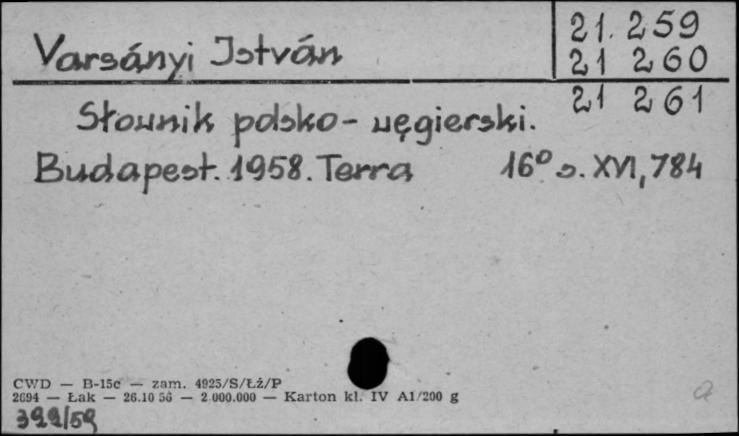 Varsányi István
21.259
21 260
21 261
Słownik polsko-węgierski.
Budapest. 1958. Terra 16° s. XVI, 784
CWD — B-15c — zam. 4925/S/Łż/P
2694 — Łak — 26.10 56 — 2.000.000 — Karton kl. IV A1/200 g
399/59
a